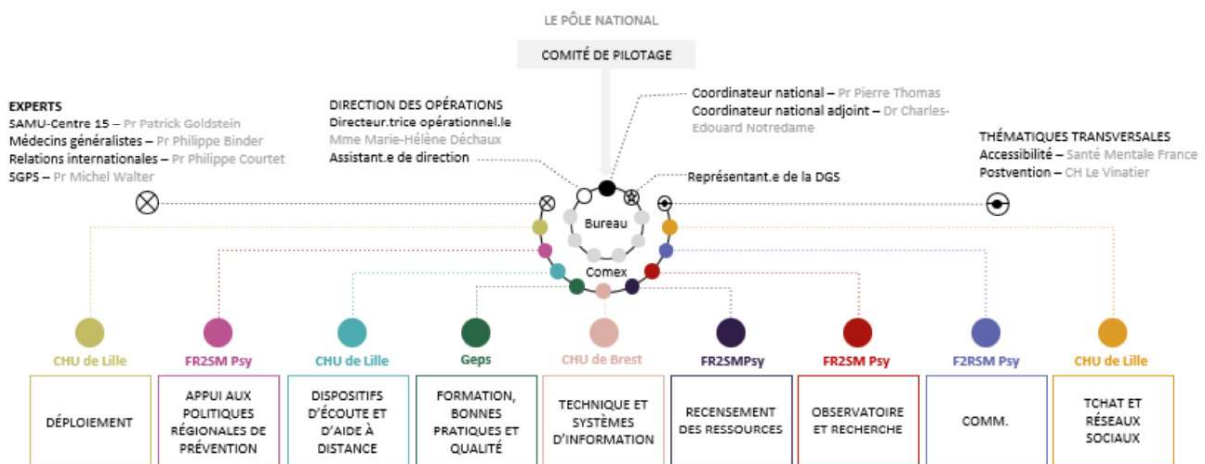 LE PÔLE NATIONAL
COMITÉ DE PILOTAGE
EXPERTS
SAMU-Centre 15 – Pr Patrick Goldstein
Médecins généralistes – Pr Philippe Binder
Relations internationales – Pr Philippe Courtet
SGPS – Pr Michel Walter
DIRECTION DES OPÉRATIONS
Directeur.trice opérationnel.le
Mme Marie-Hélène Déchaux
Assistant.e de direction
Coordinateur national – Pr Pierre Thomas
Coordinateur national adjoint – Dr Charles-
Edouard Notredame
Représentant.e de la DGS
THÉMATIQUES TRANSVERSALES
Accessibilité – Santé Mentale France
Postvention – CH Le Vinatier
Bureau
Comex
CHU de Lille
DÉPLOIEMENT
FR2SM Psy
APPUI AUX
POLITIQUES
RÉGIONALES DE
PRÉVENTION
CHU de Lille
DISPOSITIFS
D'ÉCOUTE ET
D'AIDE À
DISTANCE
Geps
FORMATION,
BONNES
PRATIQUES ET
QUALITÉ
CHU de Brest
TECHNIQUE ET
SYSTÈMES
D'INFORMATION
FR2SMPsy
RECENSEMENT
DES RESSOURCES
FR2SM Psy
OBSERVATOIRE
ET RECHERCHE
F2RSM Psy
COMM.
CHU de Lille
TCHAT ET
RÉSEAUX
SOCIAUX